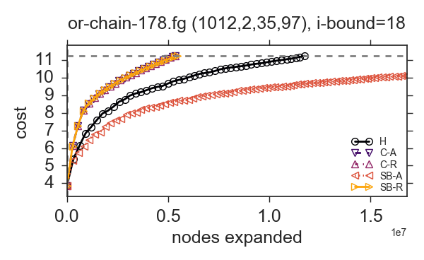 or-chain-178.fg (1012,2,35,97), i-bound=18
11
10
9
8
7
6
5
4
cost
H
C-A
C-R
SB-A
SB-R
0.0 0.5 1.0 1.5
1e7
nodes expanded